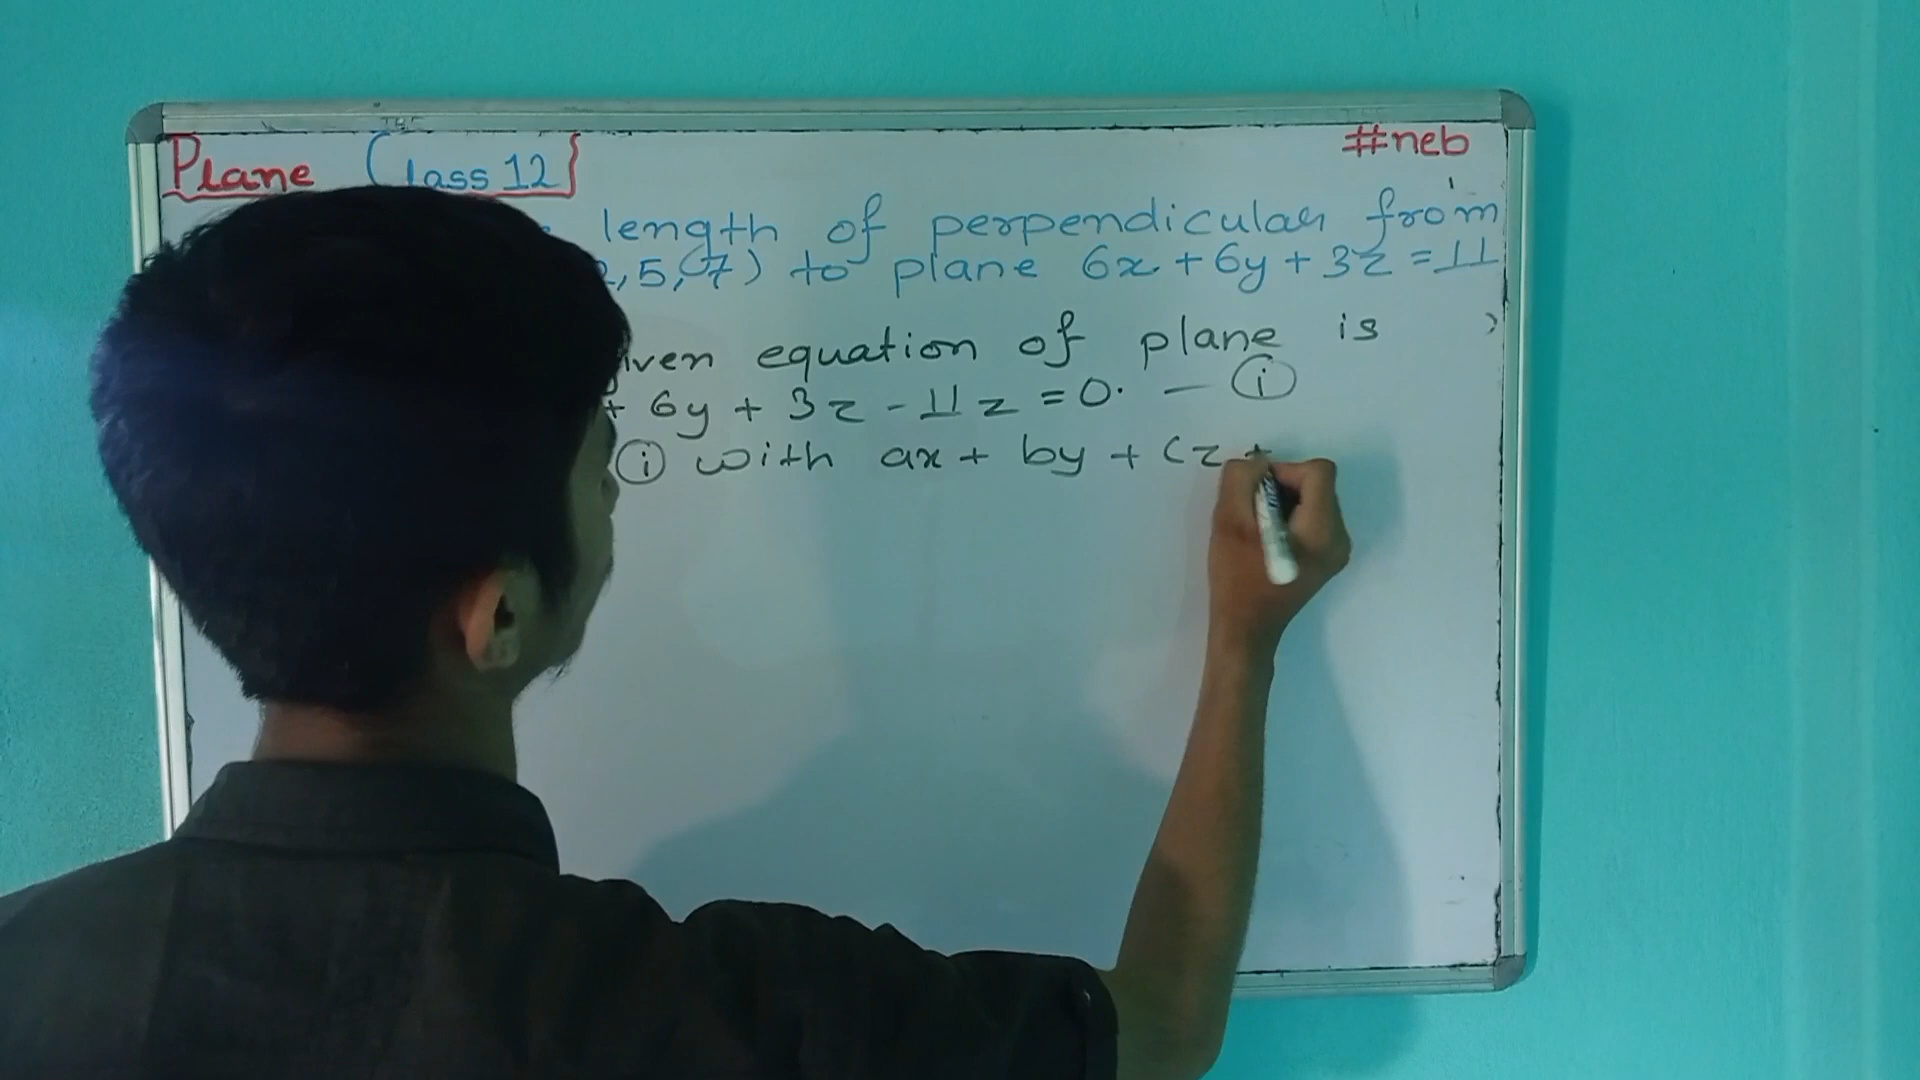 Plane Class 12
#neb
length of perpendicular from
2,5,7) to plane 6x + 6y + 3z = 11
given equation of plane is
+ 6y + 3z - 11z = 0. — (i)
(i) with ax + by + cz +